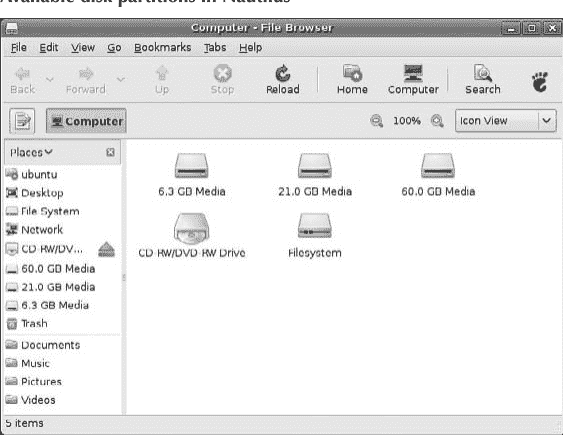 Available disk partitions in Nautilus
Computer - File Browser
File Edit View Go Bookmarks Tabs Help
Back Forward Up Stop Reload Home Computer Search
Computer 100% Icon View
Places
ubuntu
Desktop
File System
Network
CD-RW/DV...
60.0 GB Media
21.0 GB Media
6.3 GB Media
Trash
Documents
Music
Pictures
Videos
6.3 GB Media 21.0 GB Media 60.0 GB Media
CD-RW/DVD-RW Drive Filesystem
5 items